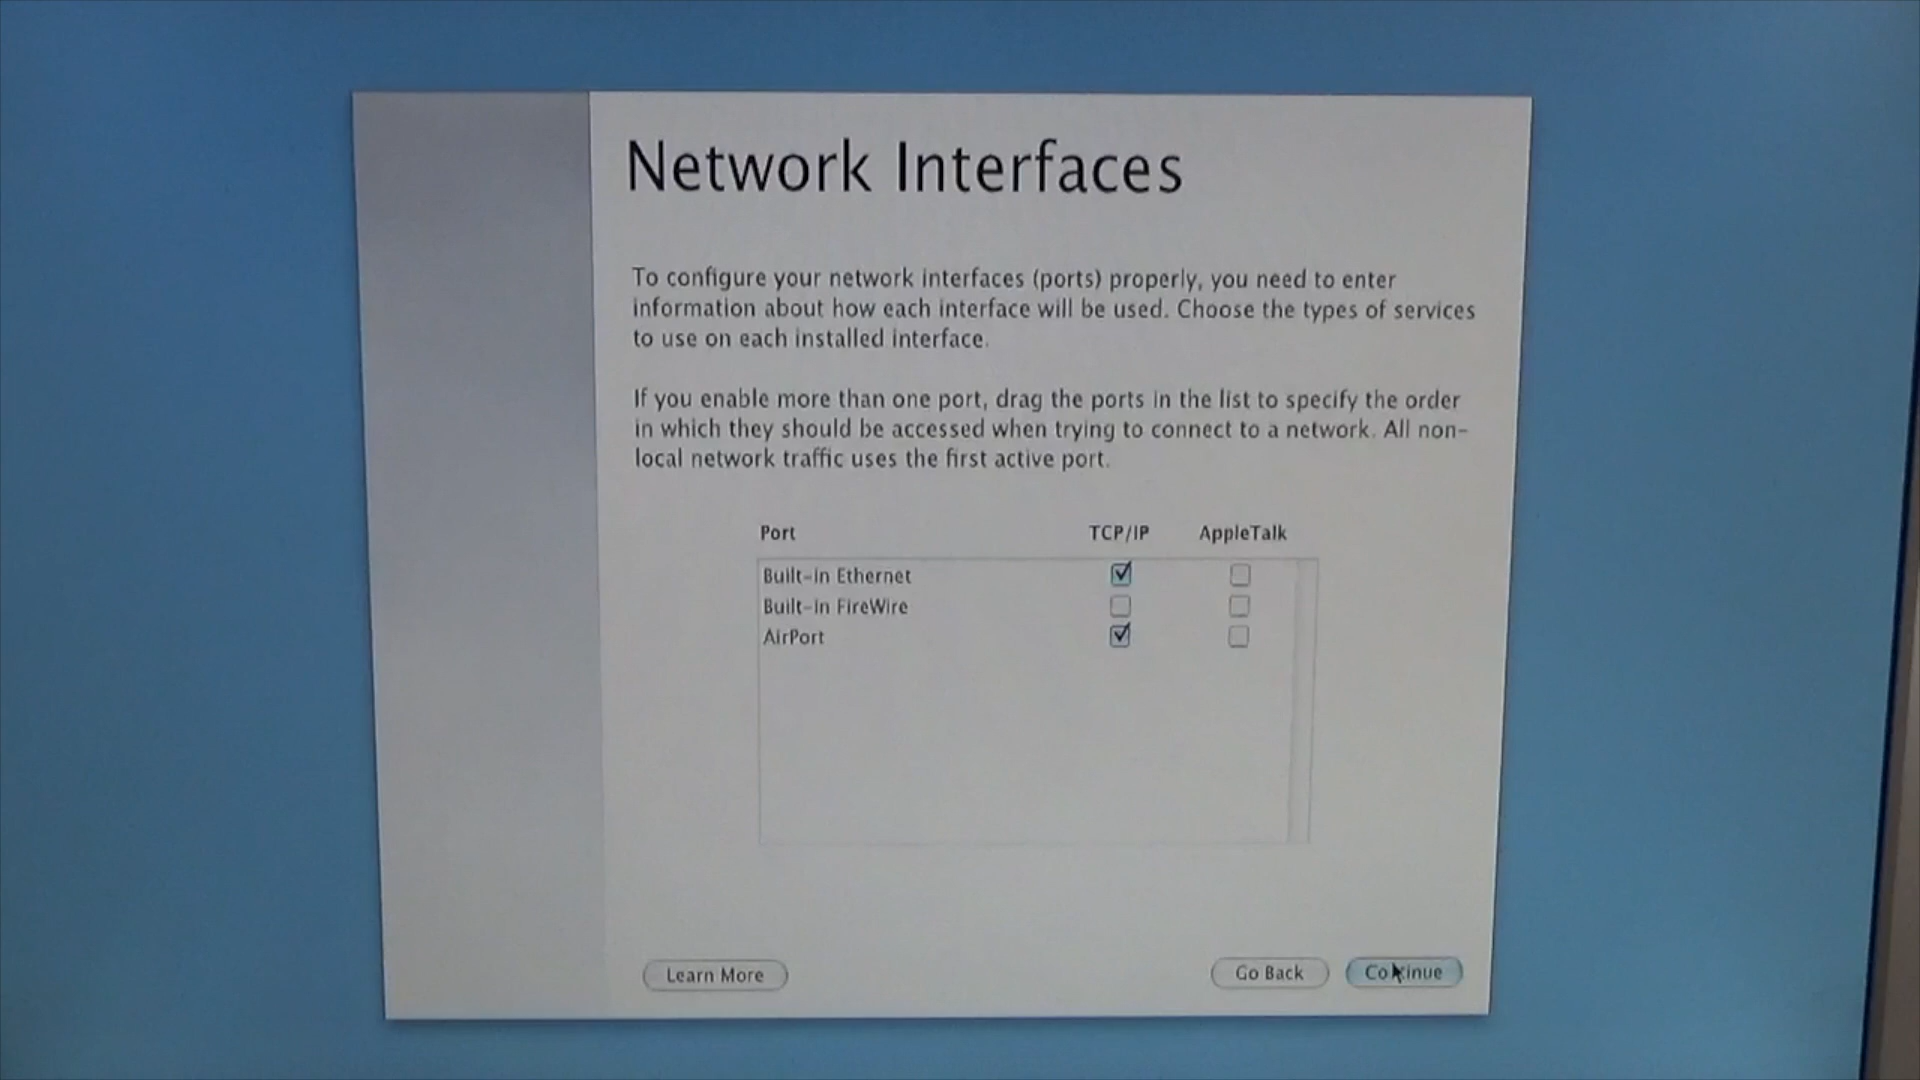 Network Interfaces
To configure your network interfaces (ports) properly, you need to enter
information about how each interface will be used. Choose the types of services
to use on each installed interface.
If you enable more than one port, drag the ports in the list to specify the order
in which they should be accessed when trying to connect to a network. All non-
local network traffic uses the first active port.
Port TCP/IP AppleTalk
Built-in Ethernet
Built-in FireWire
AirPort
Learn More Go Back Continue